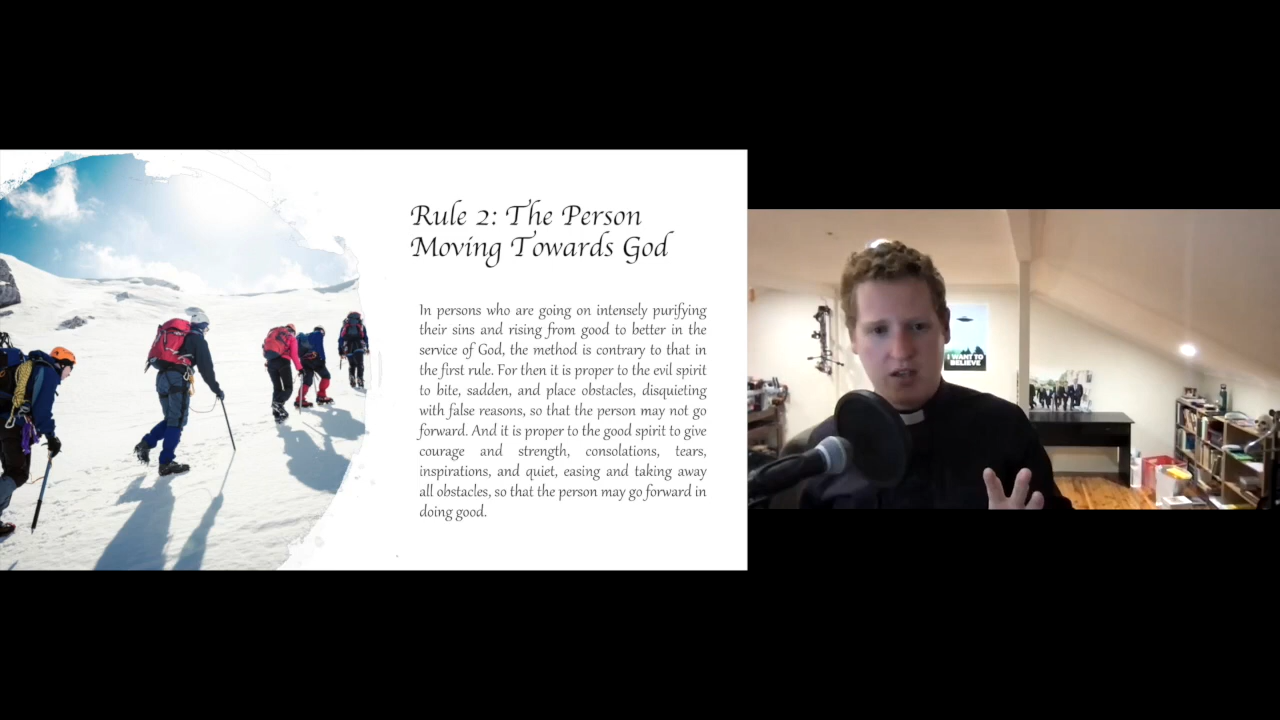 Rule 2: The Person
Moving Towards God
In persons who are going on intensely purifying
their sins and rising from good to better in the
service of God, the method is contrary to that in
the first rule. For then it is proper to the evil spirit
to bite, sadden, and place obstacles, disquieting
with false reasons, so that the person may not go
forward. And it is proper to the good spirit to give
courage and strength, consolations, tears,
inspirations, and quiet, easing and taking away
all obstacles, so that the person may go forward in
doing good.
I WANT TO
BELIEVE